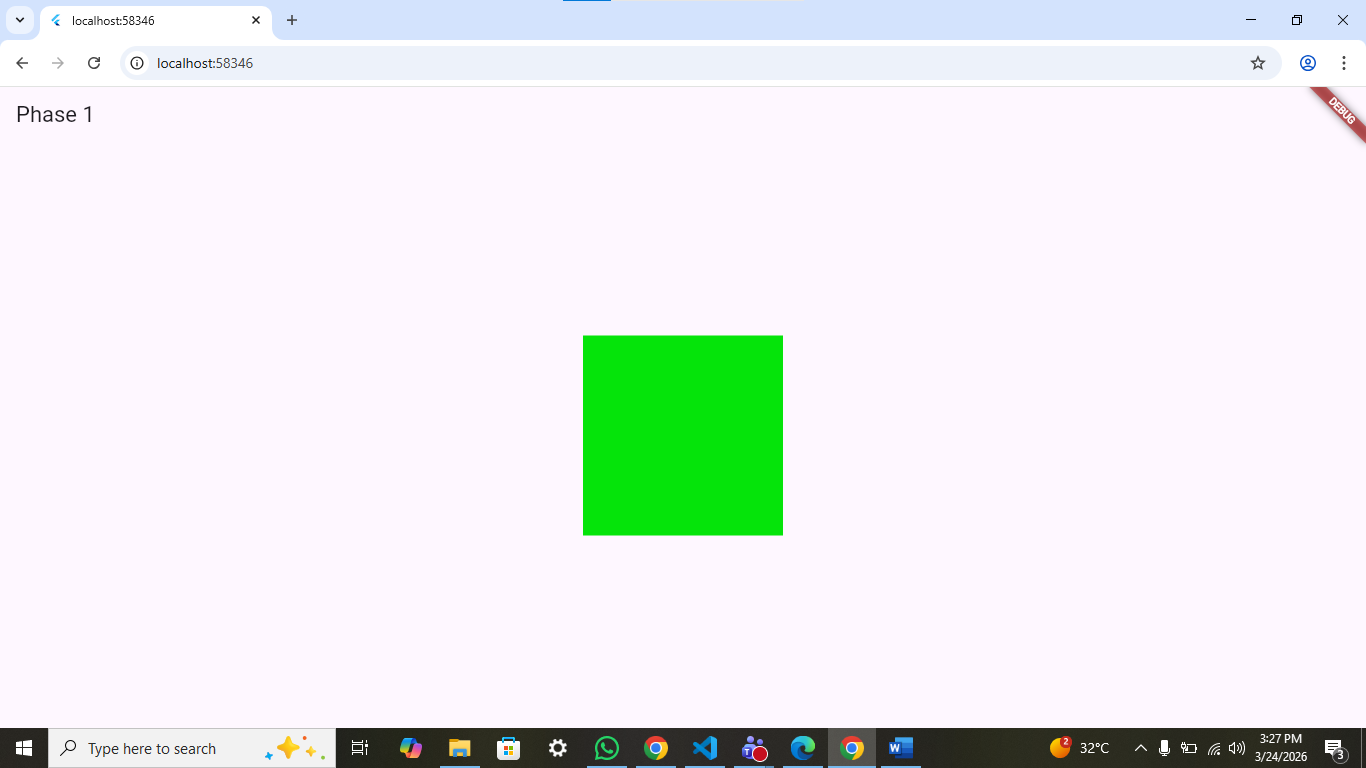 localhost:58346
localhost:58346
Phase 1
DEBUG
Type here to search
2
32°C
3:27 PM
3/24/2026
3